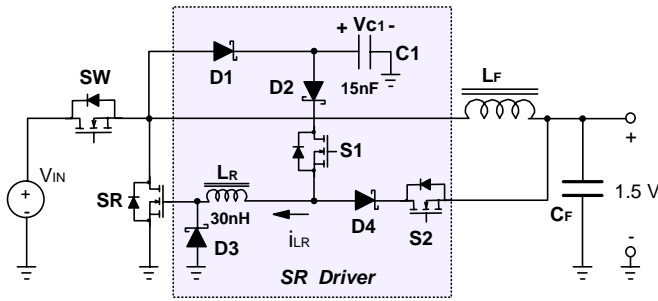 + Vc1 -
C1
15nF
D1
D2
SW
LF
S1
+
VIN
+
-
SR
LR
30nH
D3
iLR
D4
S2
CF
1.5 V
-
SR Driver